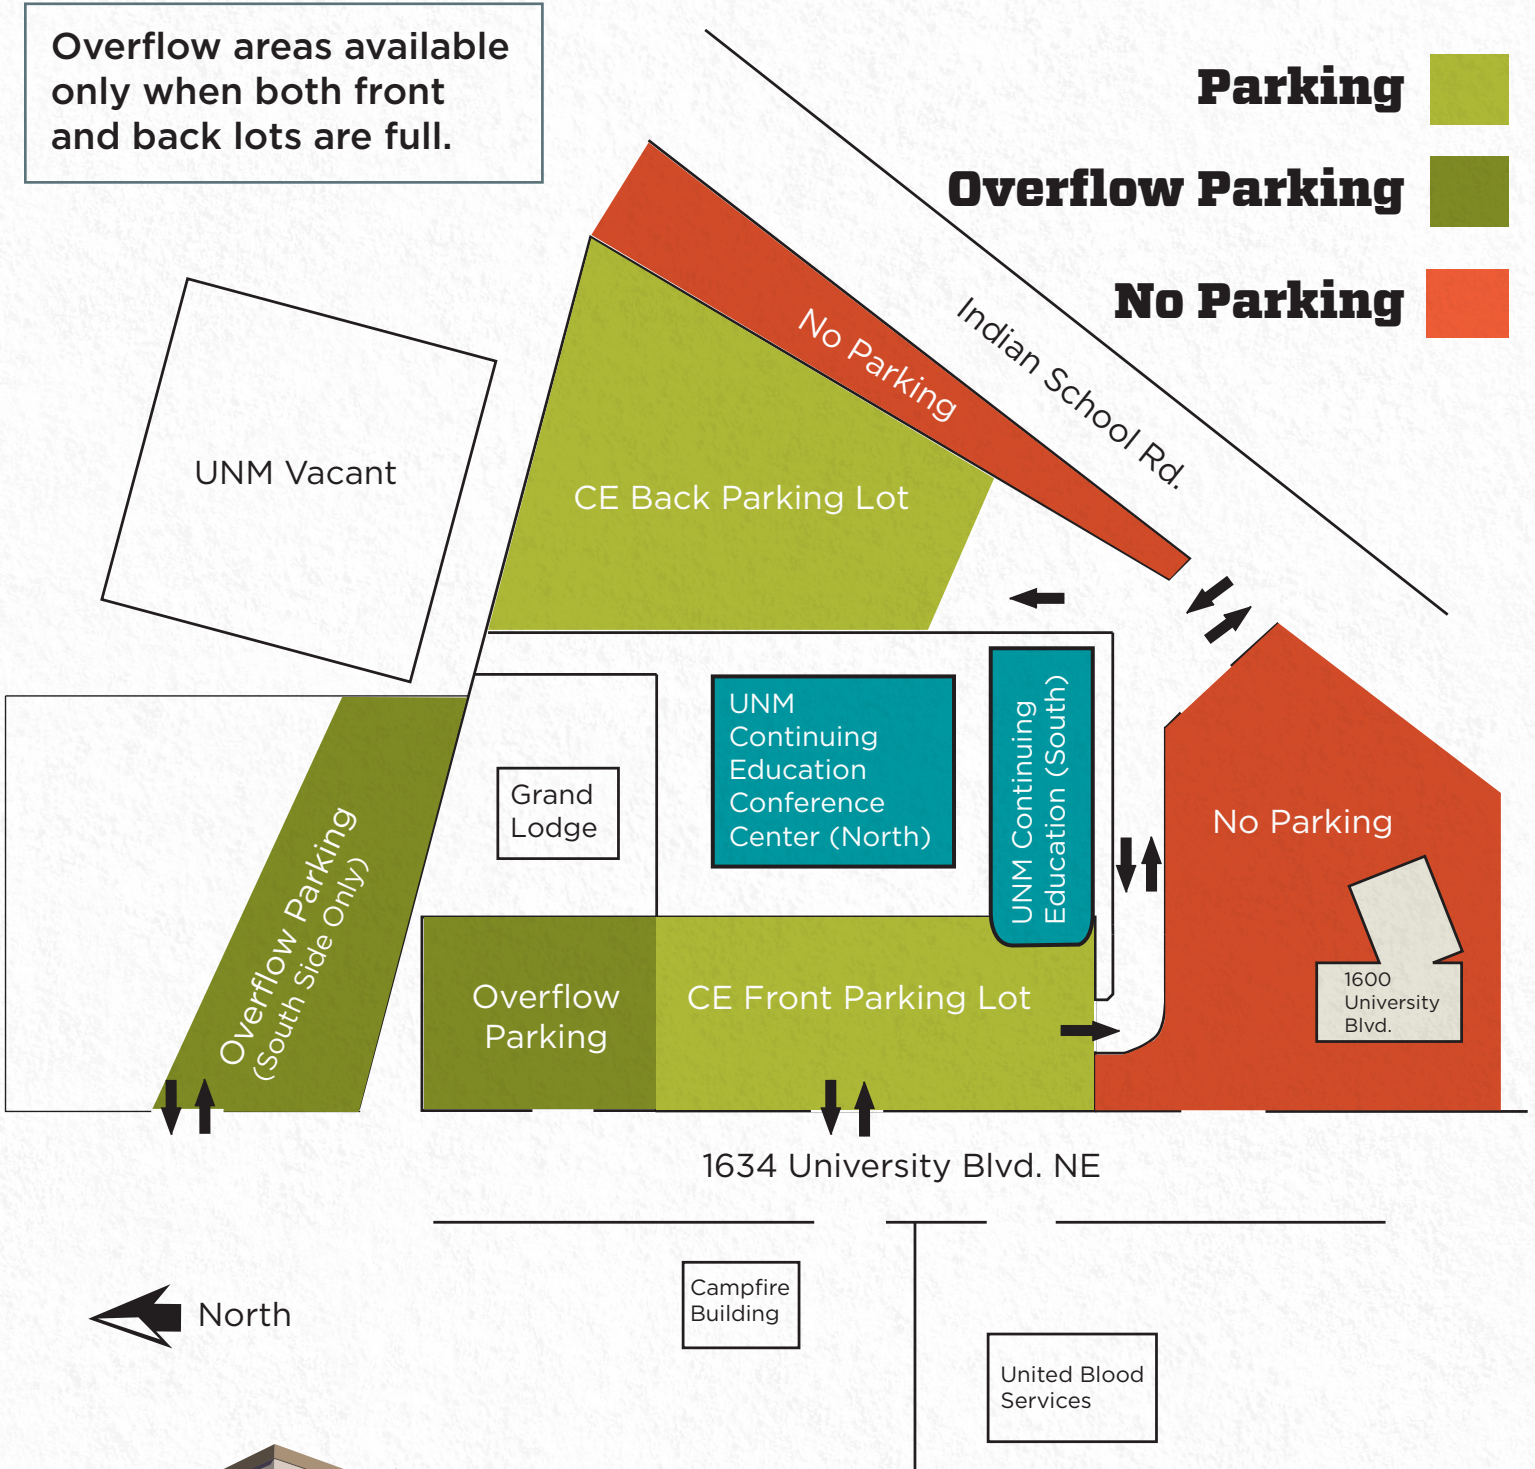 Overflow areas available
only when both front
and back lots are full.
Parking
Overflow Parking
No Parking
No Parking
Indian School Rd.
UNM Vacant
CE Back Parking Lot
UNM
Continuing
Education
Conference
Center (North)
UNM Continuing
Education (South)
Grand
Lodge
No Parking
Overflow Parking
(South Side Only)
Overflow
Parking
CE Front Parking Lot
1600
University
Blvd.
1634 University Blvd. NE
North
Campfire
Building
United Blood
Services